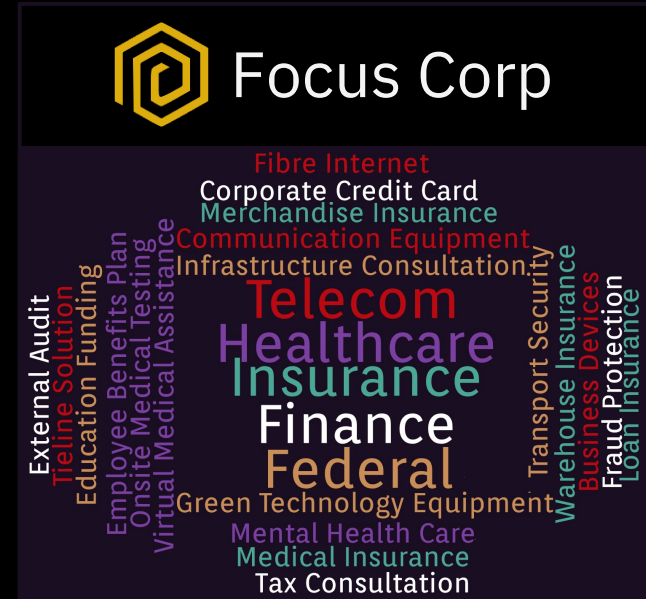 Focus Corp
Fibre Internet
Corporate Credit Card
Merchandise Insurance
Communication Equipment
Infrastructure Consultation
Telecom
Healthcare
Insurance
Finance
Federal
Green Technology Equipment
Mental Health Care
Medical Insurance
Tax Consultation
External Audit
Tieline Solution
Education Funding
Employee Benefits Plan
Onsite Medical Testing
Virtual Medical Assistance
Transport Security
Warehouse Insurance
Business Devices
Fraud Protection
Loan Insurance